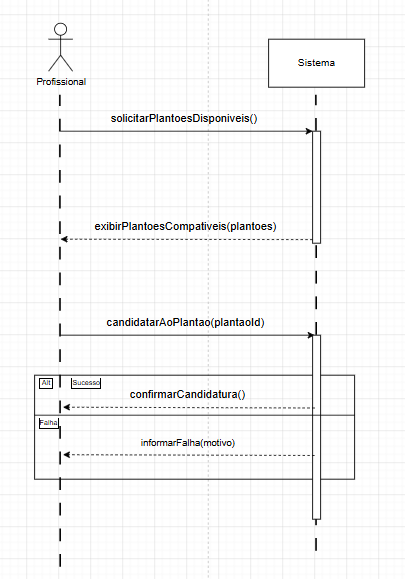 Profissional
Sistema
solicitarPlantoesDisponiveis()
exibirPlantoesCompativeis(plantoes)
candidatarAoPlantao(plantaoId)
Alt
Sucesso
confirmarCandidatura()
Falha
informarFalha(motivo)